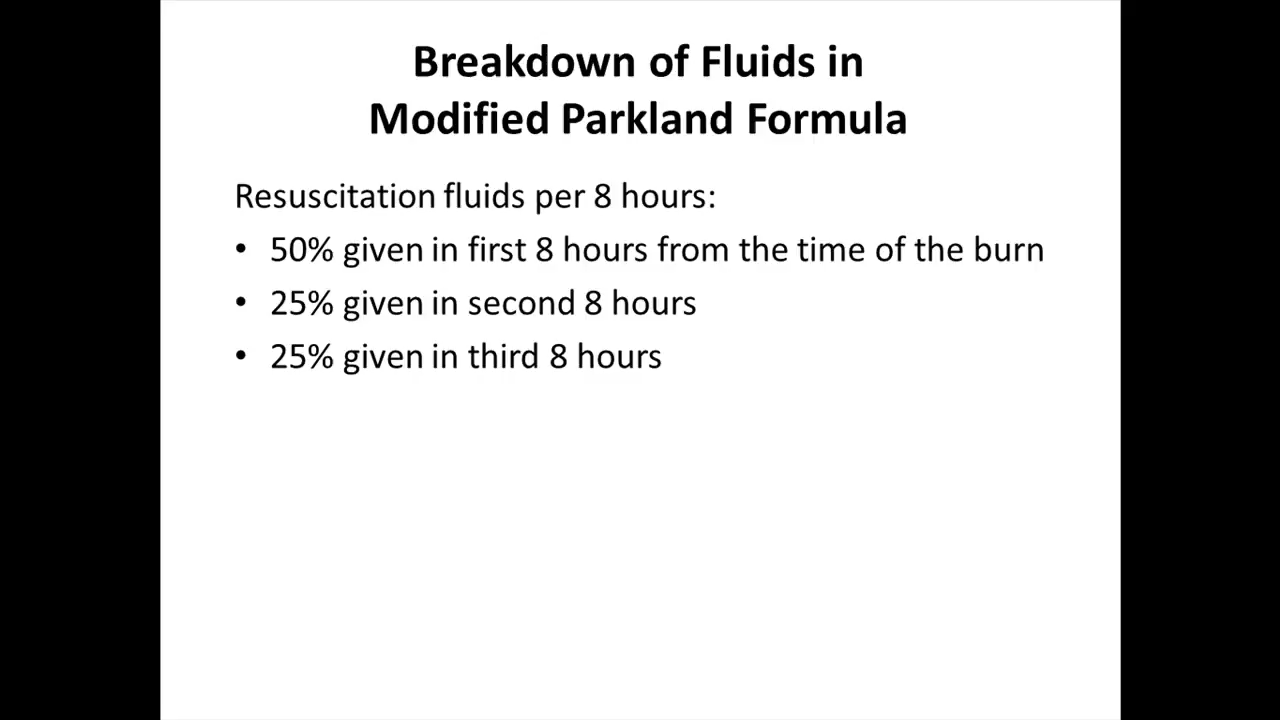 Breakdown of Fluids in
Modified Parkland Formula
Resuscitation fluids per 8 hours:
• 50% given in first 8 hours from the time of the burn
• 25% given in second 8 hours
• 25% given in third 8 hours